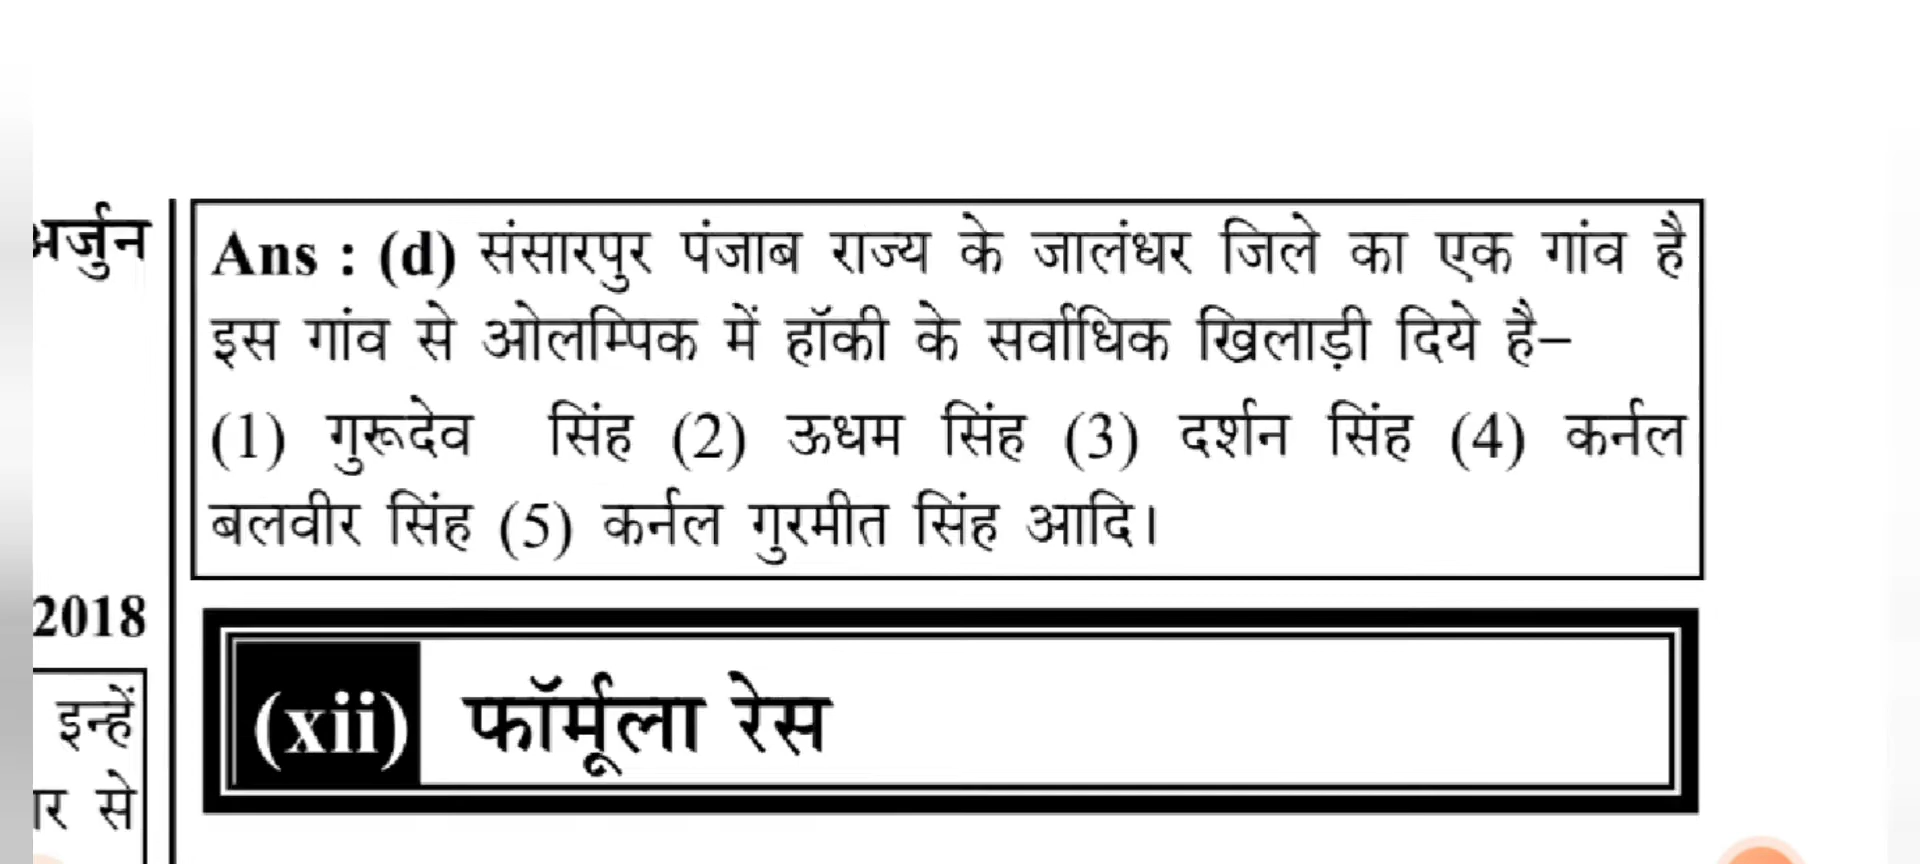 अर्जुन
2018
इन्हें
से
Ans : (d) संसारपुर पंजाब राज्य के जालंधर जिले का एक गांव है
इस गांव से ओलम्पिक में हॉकी के सर्वाधिक खिलाड़ी दिये है–
(1) गुरूदेव सिंह (2) ऊधम सिंह (3) दर्शन सिंह (4) कर्नल
बलवीर सिंह (5) कर्नल गुरमीत सिंह आदि।
(xii) फॉर्मूला रेस